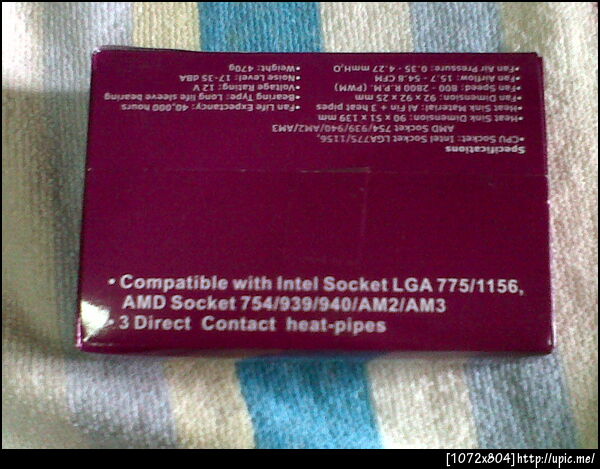 Specifications
•CPU Socket: Intel Socket LGA775/1156,
AMD Socket 754/939/940/AM2/AM3
•Heat Sink Dimension: 90 x 51 x 139 mm
•Heat Sink Material: Al Fin + 3 heat pipes
•Fan Dimension: 92 x 92 x 25 mm
•Fan Speed: 800 - 2800 R.P.M. (PWM)
•Fan Airflow: 15.7 - 54.8 CFM
•Fan Air Pressure: 0.35 - 4.27 mmH2O
•Fan Life Expectancy: 40,000 hours
Bearing Type: Long life sleeve bearing
•Voltage Rating: 12 V
•Noise Level: 17-35 dBA
•Weight: 470g
• Compatible with Intel Socket LGA 775/1156,
AMD Socket 754/939/940/AM2/AM3
• 3 Direct Contact heat-pipes
[1072x804]http://upic.me/